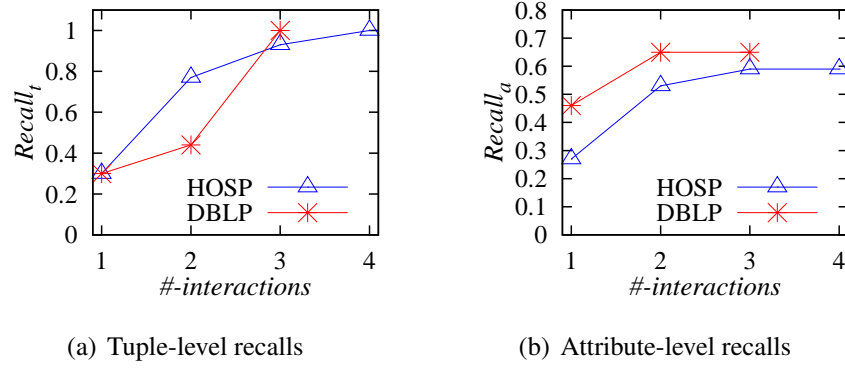 1
0.8
0.6
0.4
0.2
0
Recall_t
HOSP
DBLP
1 2 3 4
#-interactions
(a) Tuple-level recalls
0.8
0.7
0.6
0.5
0.4
0.3
0.2
0.1
0
Recall_a
HOSP
DBLP
1 2 3 4
#-interactions
(b) Attribute-level recalls